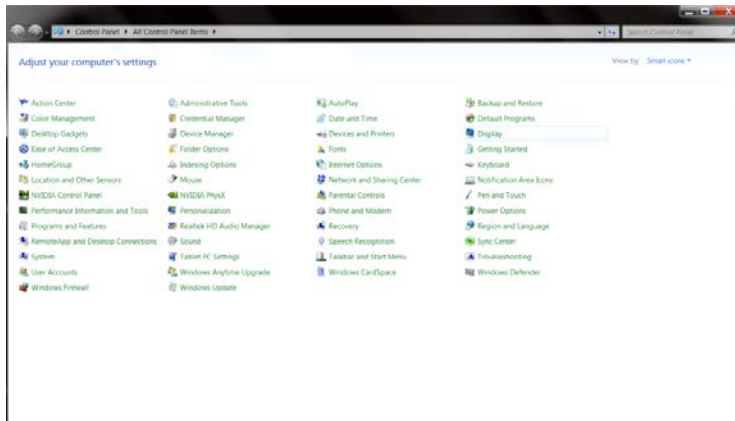 Control Panel All Control Panel Items
Search Control Panel
Adjust your computer's settings
View by: Small icons
Action Center Administrative Tools AutoPlay Backup and Restore
Color Management Credential Manager Date and Time Default Programs
Desktop Gadgets Device Manager Devices and Printers Display
Ease of Access Center Folder Options Fonts Getting Started
HomeGroup Indexing Options Internet Options Keyboard
Location and Other Sensors Mouse Network and Sharing Center Notification Area Icons
NVIDIA Control Panel NVIDIA PhysX Parental Controls Pen and Touch
Performance Information and Tools Personalization Phone and Modem Power Options
Programs and Features Realtek HD Audio Manager Recovery Region and Language
RemoteApp and Desktop Connections Sound Speech Recognition Sync Center
System Tablet PC Settings Taskbar and Start Menu Troubleshooting
User Accounts Windows Anytime Upgrade Windows CardSpace Windows Defender
Windows Firewall Windows Update